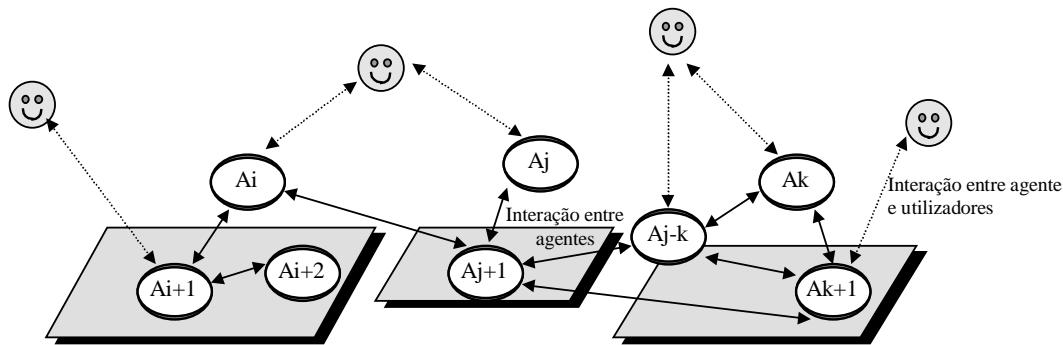 Ai
Aj
Ak
Interação entre agente
e utilizadores
Interação entre
agentes
Aj-k
Ai+1
Ai+2
Aj+1
Ak+1